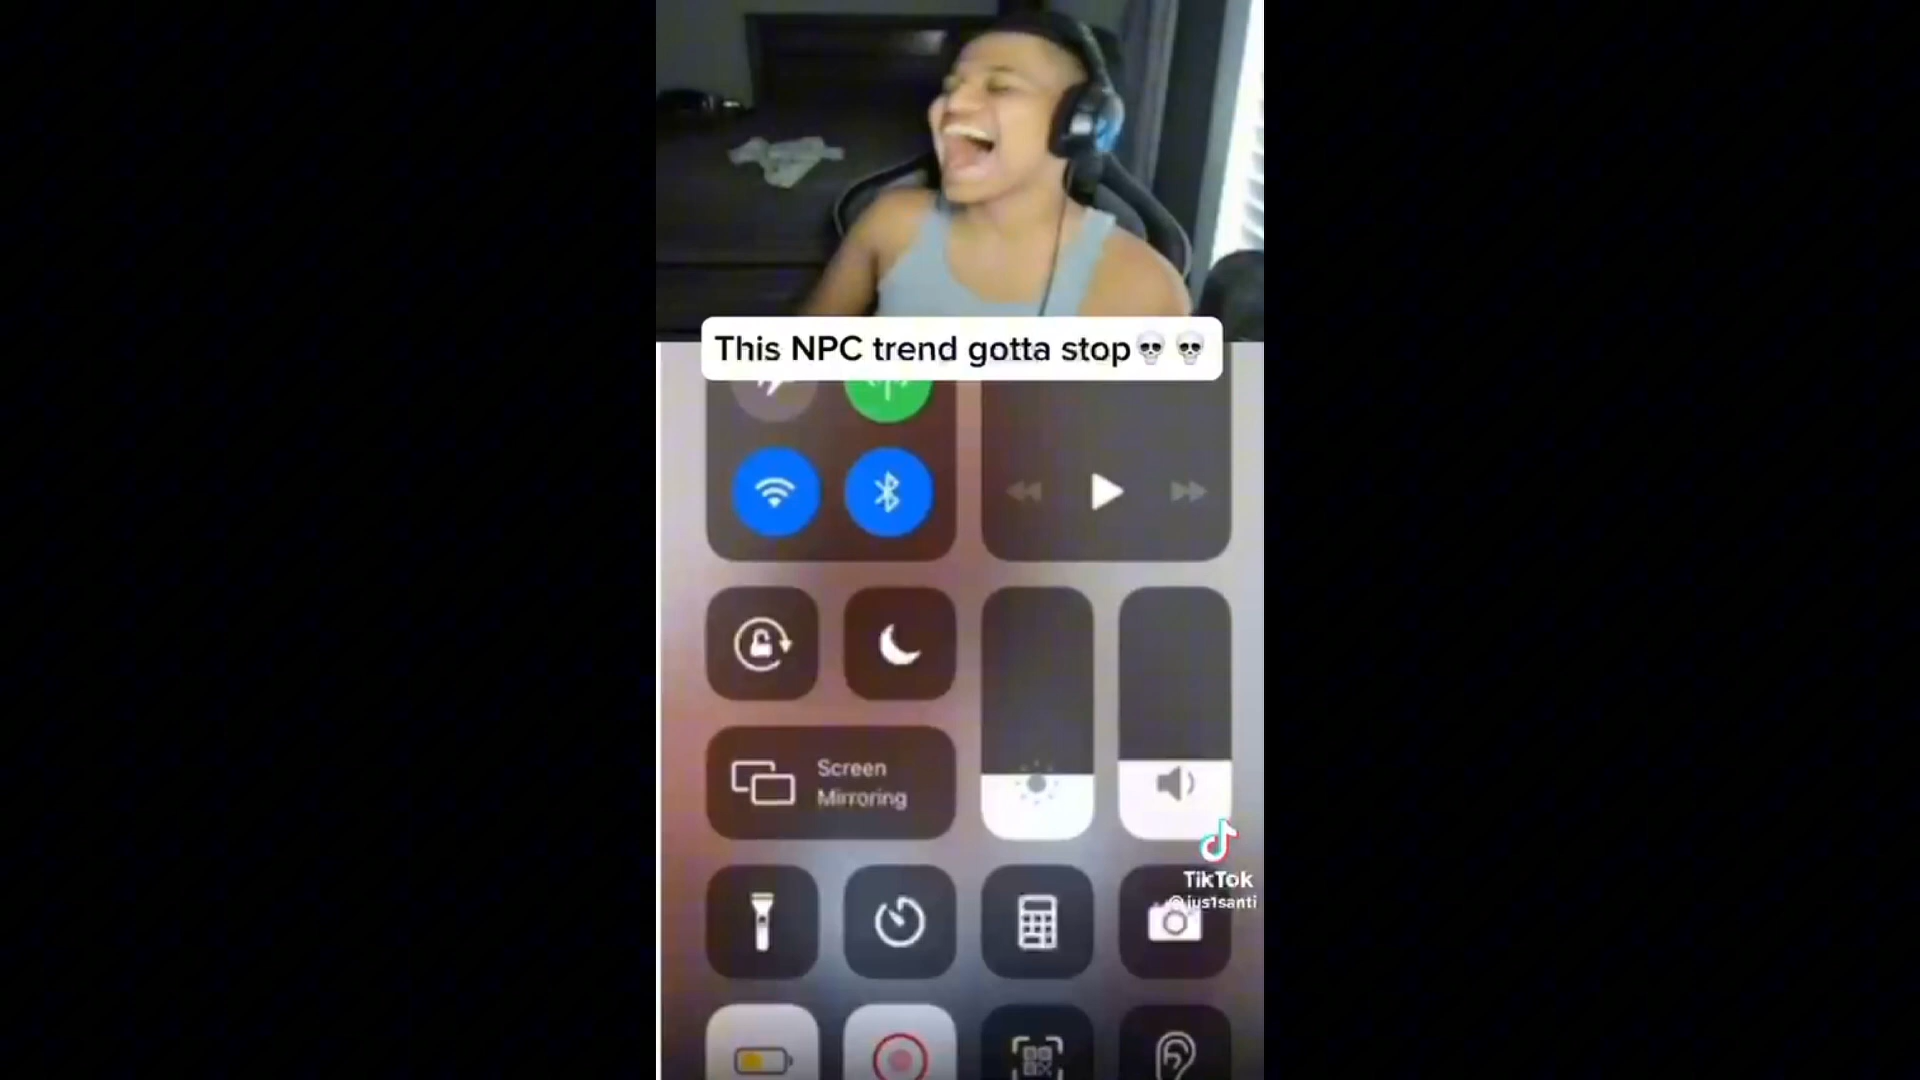 This NPC trend gotta stop💀💀
Screen
Mirroring
TikTok
@jus1santi